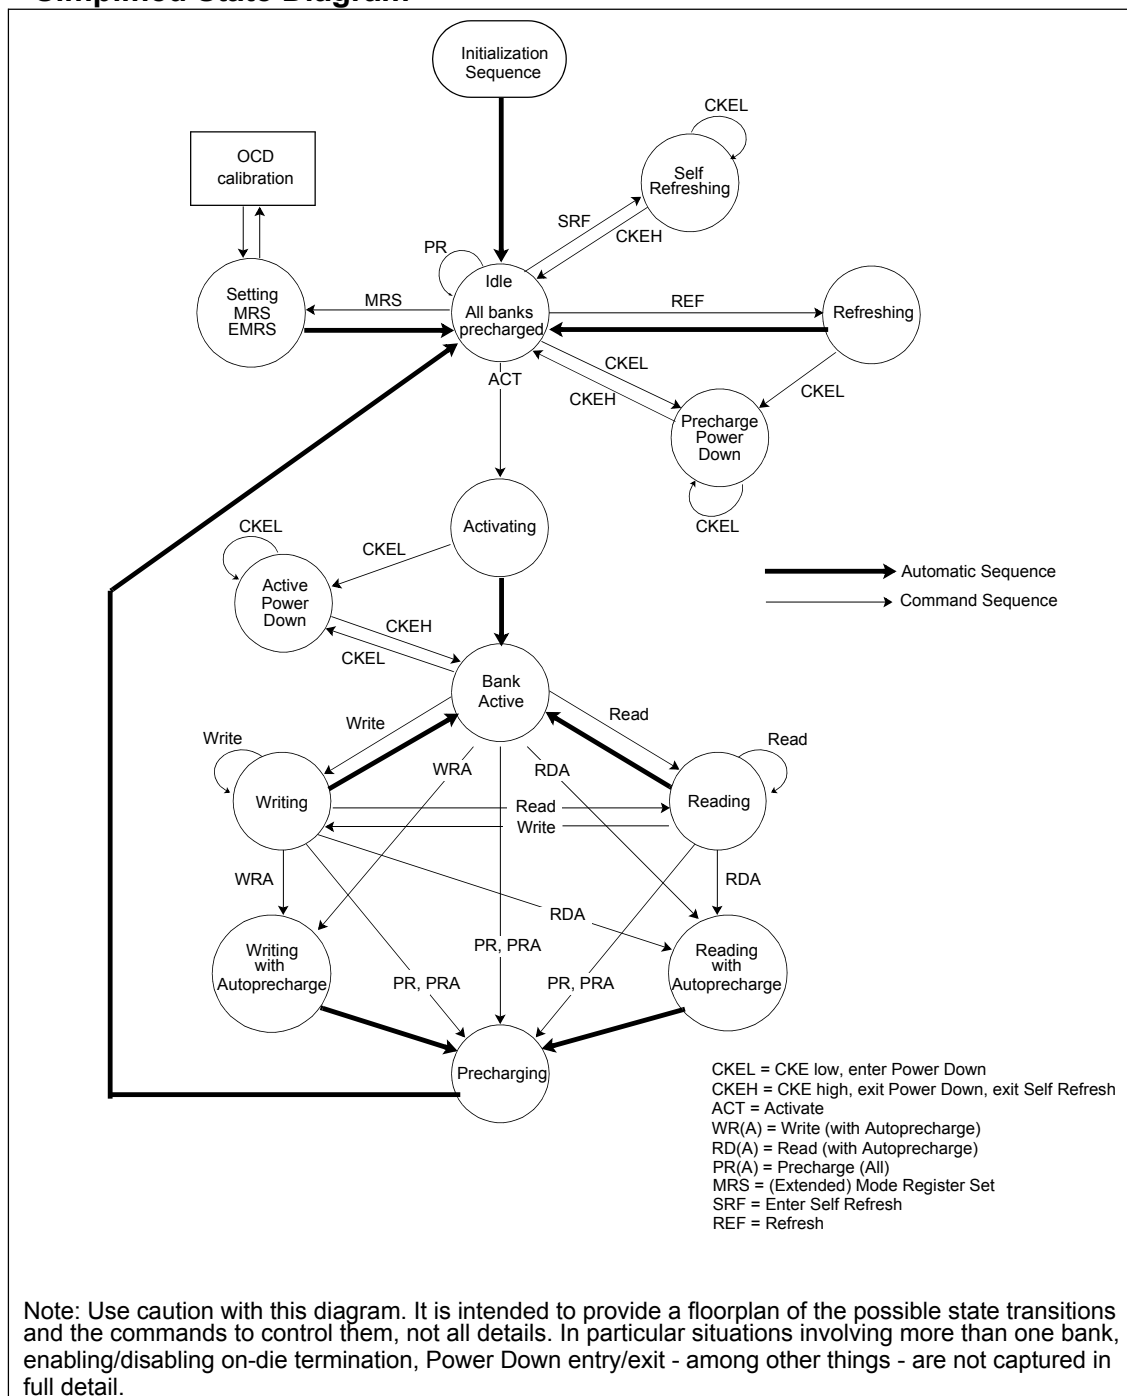 Simplified State Diagram
Initialization
Sequence
CKEL
OCD
calibration
Self
Refreshing
SRF
CKEH
PR
Idle
All banks
precharged
Setting
MRS
EMRS
MRS
REF
Refreshing
CKEL
CKEH
CKEL
ACT
Precharge
Power
Down
CKEL
Activating
CKEL
CKEL
Active
Power
Down
CKEH
CKEL
Automatic Sequence
Command Sequence
Bank
Active
Write
Read
Write
Read
WRA
RDA
Writing
Reading
Read
Write
WRA
RDA
RDA
Writing
with
Autoprecharge
PR, PRA
Reading
with
Autoprecharge
PR, PRA
PR, PRA
Precharging
CKEL = CKE low, enter Power Down
CKEH = CKE high, exit Power Down, exit Self Refresh
ACT = Activate
WR(A) = Write (with Autoprecharge)
RD(A) = Read (with Autoprecharge)
PR(A) = Precharge (All)
MRS = (Extended) Mode Register Set
SRF = Enter Self Refresh
REF = Refresh
Note: Use caution with this diagram. It is intended to provide a floorplan of the possible state transitions
and the commands to control them, not all details. In particular situations involving more than one bank,
enabling/disabling on-die termination, Power Down entry/exit - among other things - are not captured in
full detail.